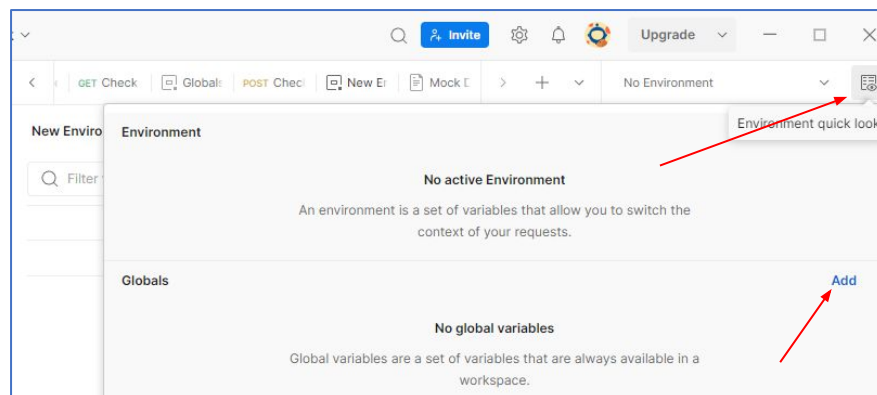 Invite
Upgrade
GET Check
Globals
POST Chec
New En
Mock
No Environment
Environment quick look
New Enviro
Environment
Filter
No active Environment
An environment is a set of variables that allow you to switch the
context of your requests.
Globals
Add
No global variables
Global variables are a set of variables that are always available in a
workspace.